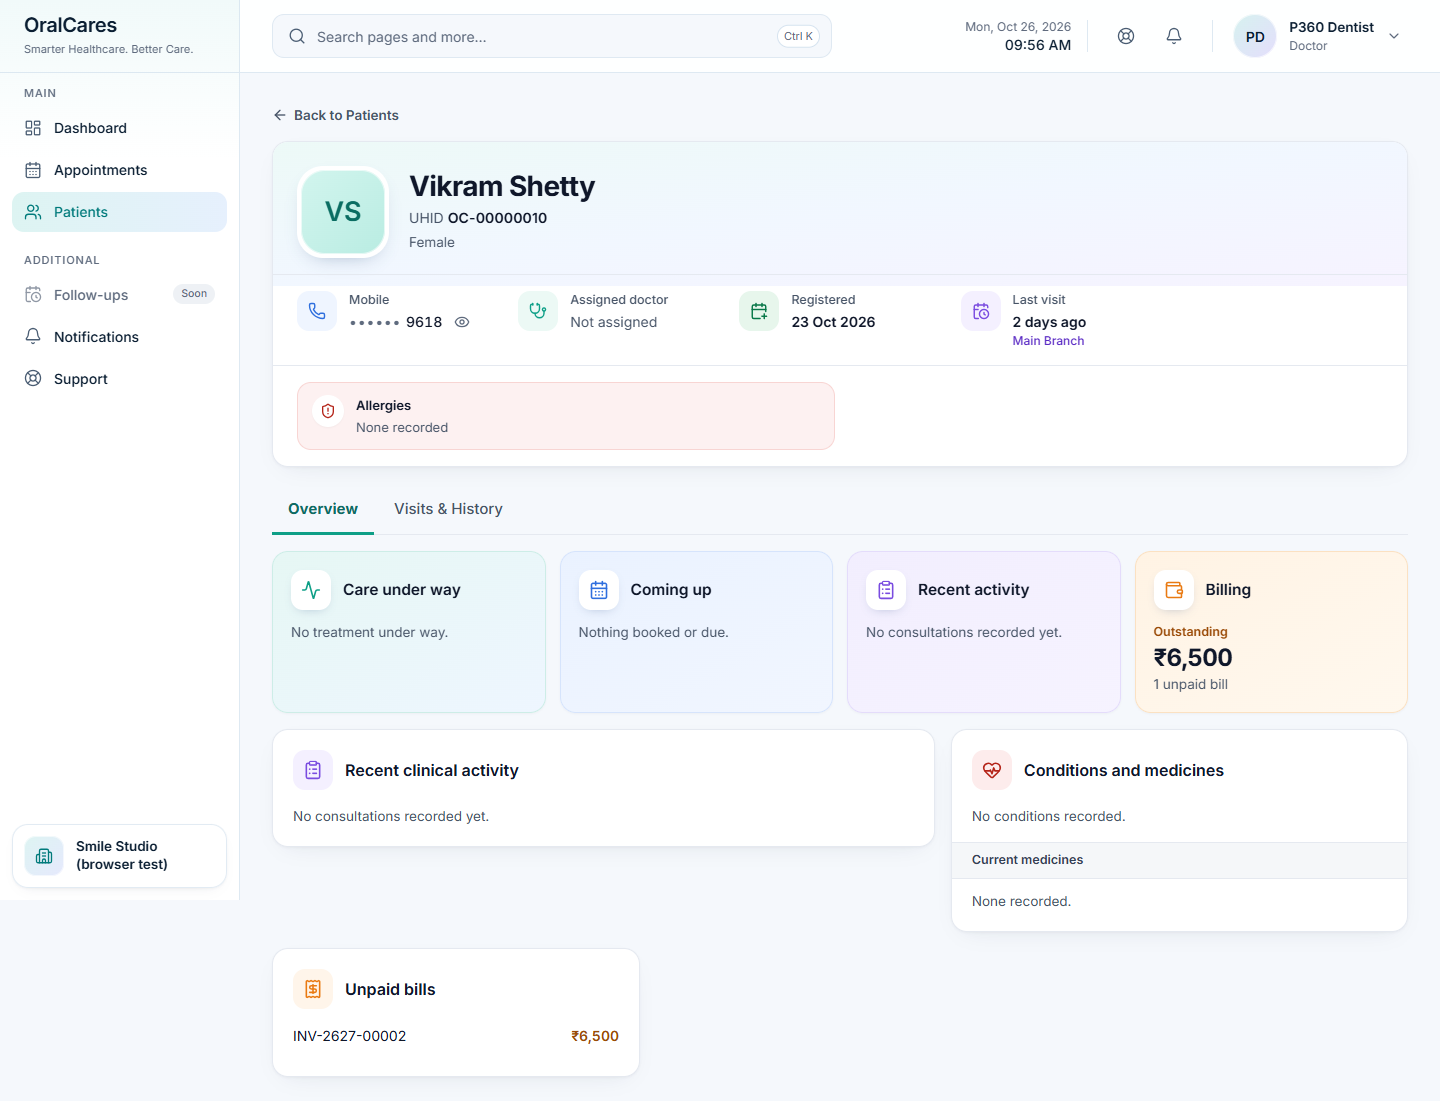 OralCares
Smarter Healthcare. Better Care.
Search pages and more...
Ctrl K
Mon, Oct 26, 2026
09:56 AM
PD
P360 Dentist
Doctor
MAIN
Dashboard
Appointments
Patients
ADDITIONAL
Follow-ups
Soon
Notifications
Support
Smile Studio
(browser test)
Back to Patients
VS
Vikram Shetty
UHID OC-00000010
Female
Mobile
•••••• 9618
Assigned doctor
Not assigned
Registered
23 Oct 2026
Last visit
2 days ago
Main Branch
Allergies
None recorded
Overview
Visits & History
Care under way
No treatment under way.
Coming up
Nothing booked or due.
Recent activity
No consultations recorded yet.
Billing
Outstanding
₹6,500
1 unpaid bill
Recent clinical activity
No consultations recorded yet.
Conditions and medicines
No conditions recorded.
Current medicines
None recorded.
Unpaid bills
INV-2627-00002
₹6,500